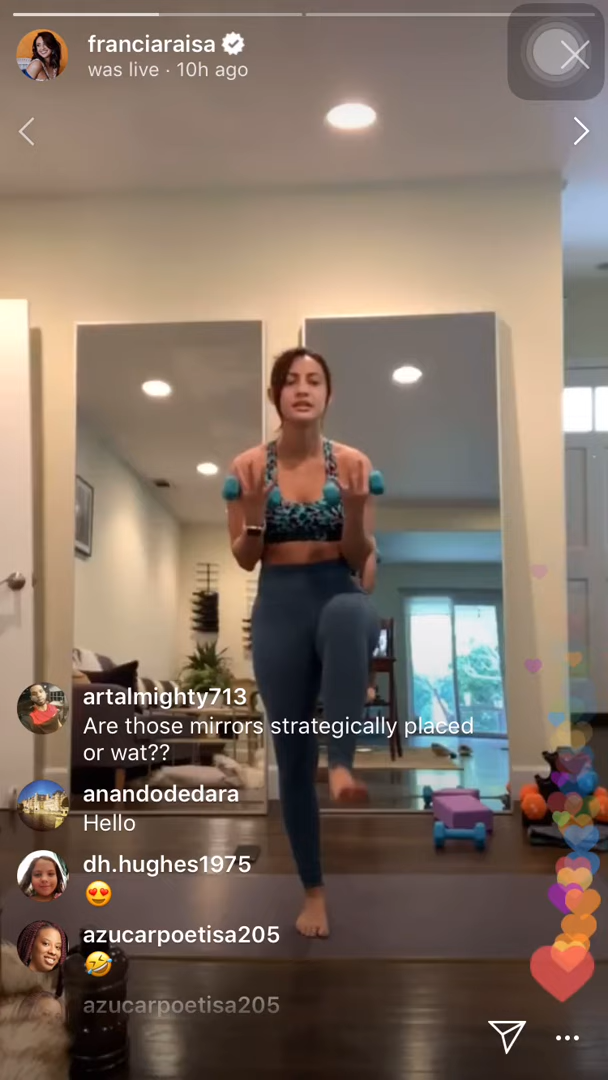 franciaraisa
was live · 10h ago
artalmighty713
Are those mirrors strategically placed
or wat??
anandodedara
Hello
dh.hughes1975
😍
azucarpoetisa205
🤣
azucarpoetisa205